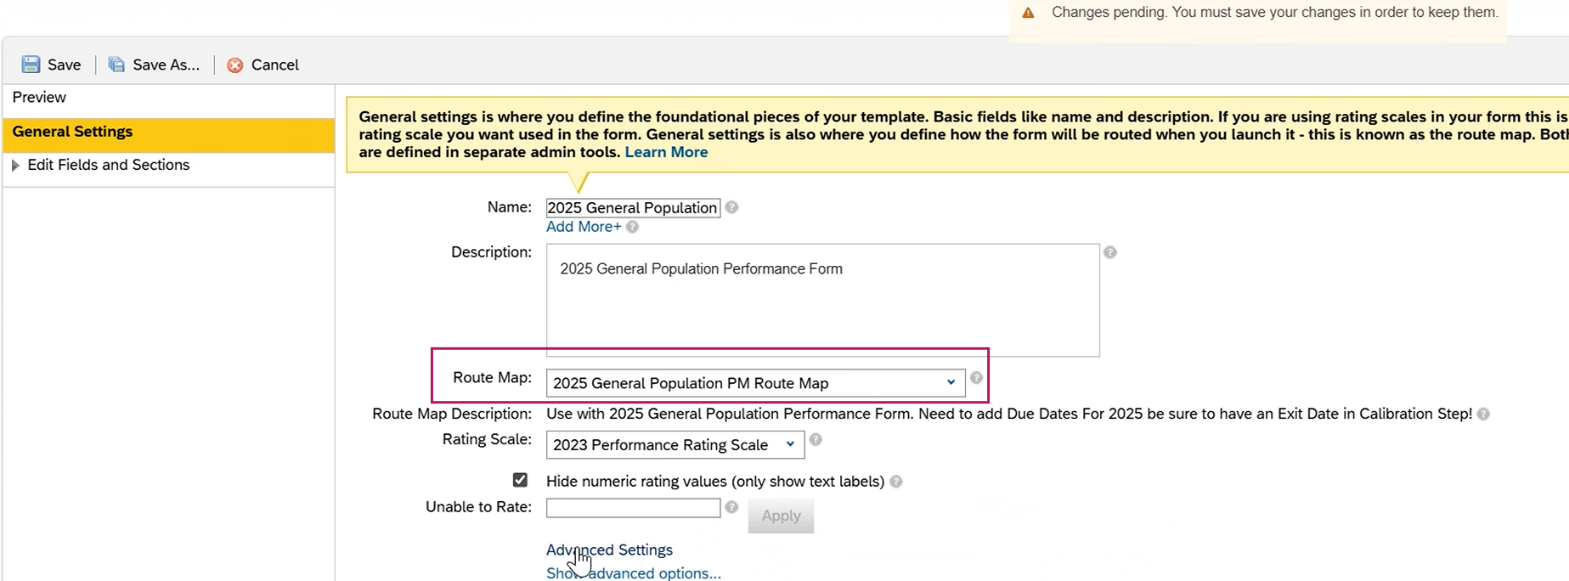 Changes pending. You must save your changes in order to keep them.
Save
Save As...
Cancel
Preview
General Settings
Edit Fields and Sections
General settings is where you define the foundational pieces of your template. Basic fields like name and description. If you are using rating scales in your form this is
rating scale you want used in the form. General settings is also where you define how the form will be routed when you launch it - this is known as the route map. Both
are defined in separate admin tools. Learn More
Name: 2025 General Population
Add More+
Description: 2025 General Population Performance Form
Route Map: 2025 General Population PM Route Map
Route Map Description: Use with 2025 General Population Performance Form. Need to add Due Dates For 2025 be sure to have an Exit Date in Calibration Step!
Rating Scale: 2023 Performance Rating Scale
Hide numeric rating values (only show text labels)
Unable to Rate: Apply
Advanced Settings
Show advanced options...